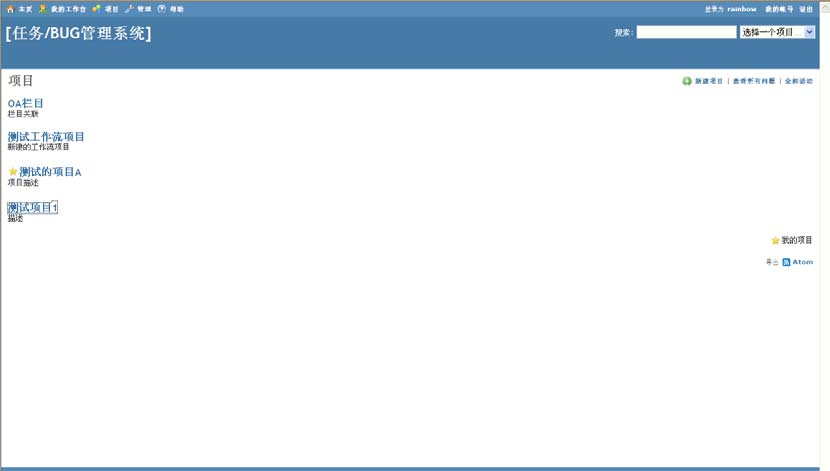 主页 我的工作台 项目 管理 帮助 登录为 rainbow 我的帐号 退出
[任务/BUG管理系统] 搜索: 选择一个项目...
项目 新建项目 | 查看所有问题 | 全部活动
OA栏目
栏目关联
测试工作流项目
新建的工作流项目
测试的项目A
项目描述
测试项目1
描述
我的项目
导出 Atom